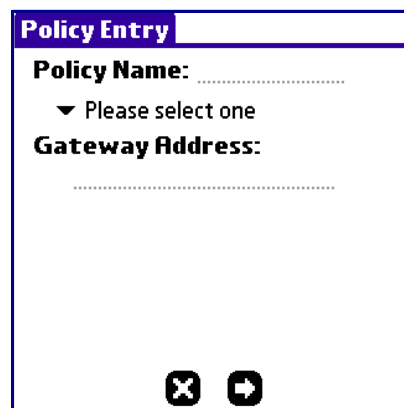 Policy Entry
Policy Name:
Please select one
Gateway Address: